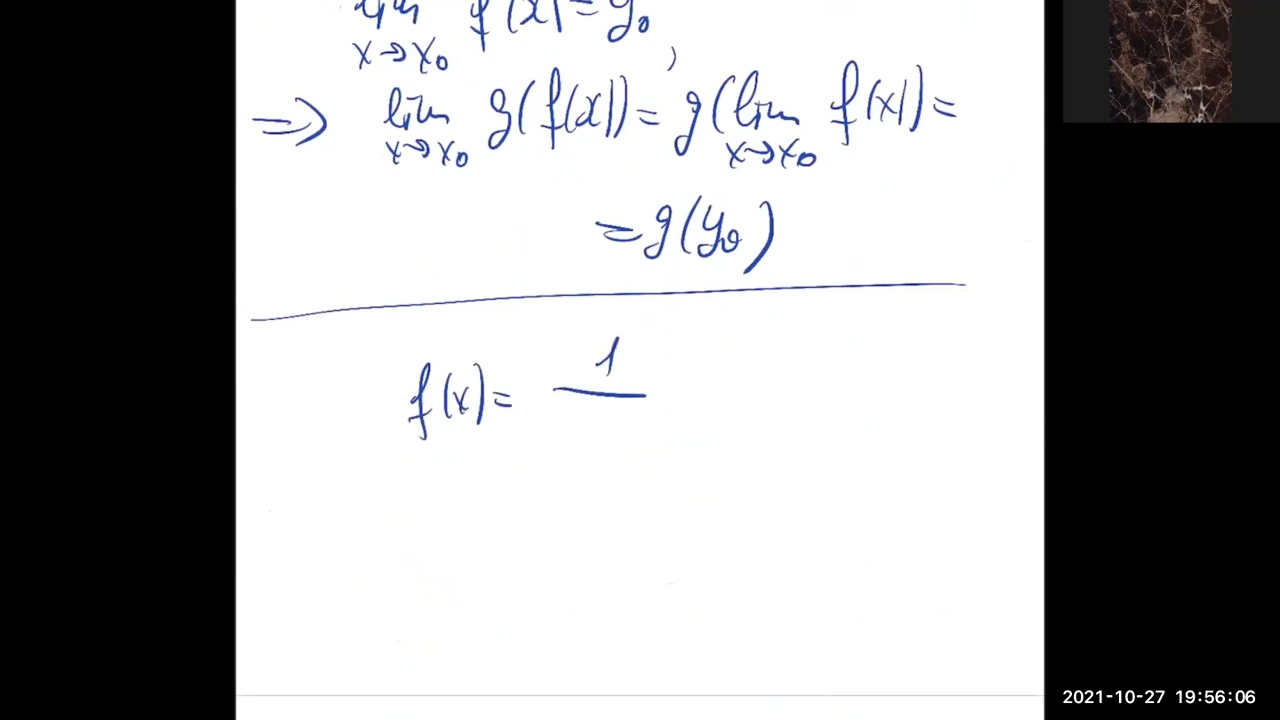 lim f(x)=y₀
x→x₀ ,
⇒ lim g(f(x))= g(lim f(x)=
x→x₀ x→x₀
=g(y₀)
f(x)= 1/
2021-10-27 19:56:06